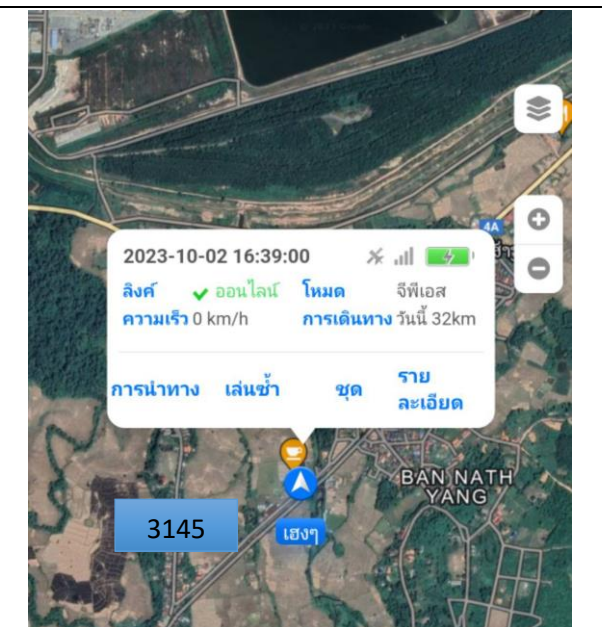 4A
2023-10-02 16:39:00
ลิงค์ ออนไลน์ โหมด จีพีเอส
ความเร็ว 0 km/h การเดินทาง วันนี้ 32km
การนำทาง เล่นซ้ำ ชุด ราย
ละเอียด
BAN NATH
YANG
3145
เฮงๆ